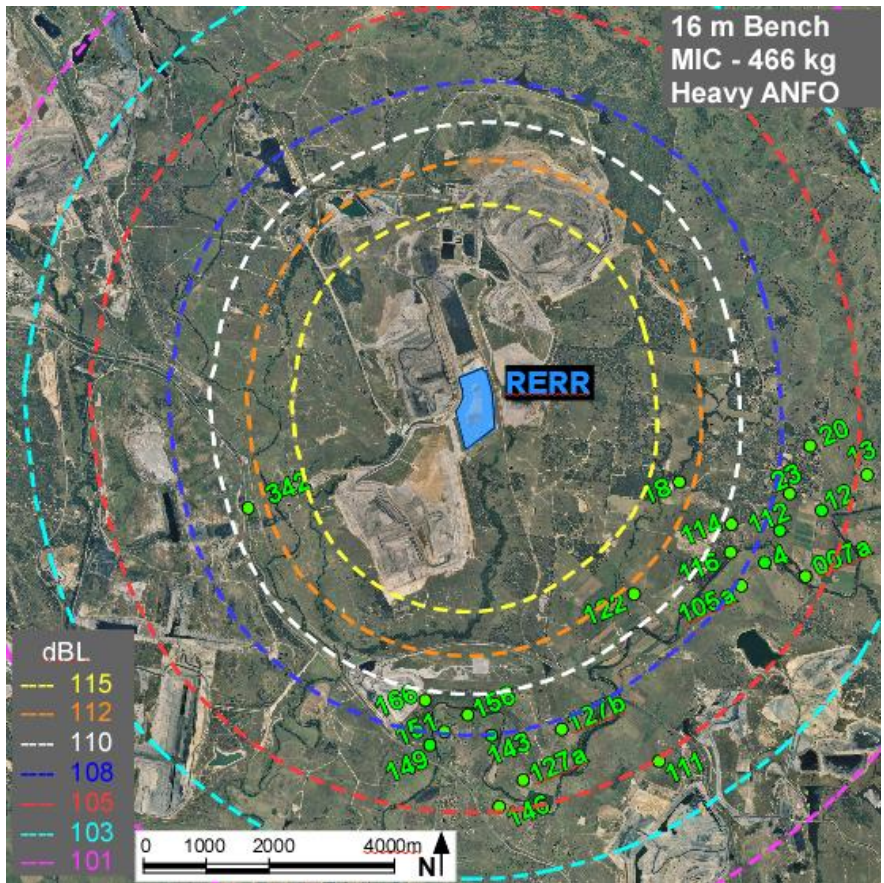 16 m Bench
MIC - 466 kg
Heavy ANFO
RERR
20
13
342
18
23
12
114
112
116
4
007a
105a
122
166
156
151
127b
143
149
111
127a
146
dBL
115
112
110
108
105
103
101
0 1000 2000 4000m
N